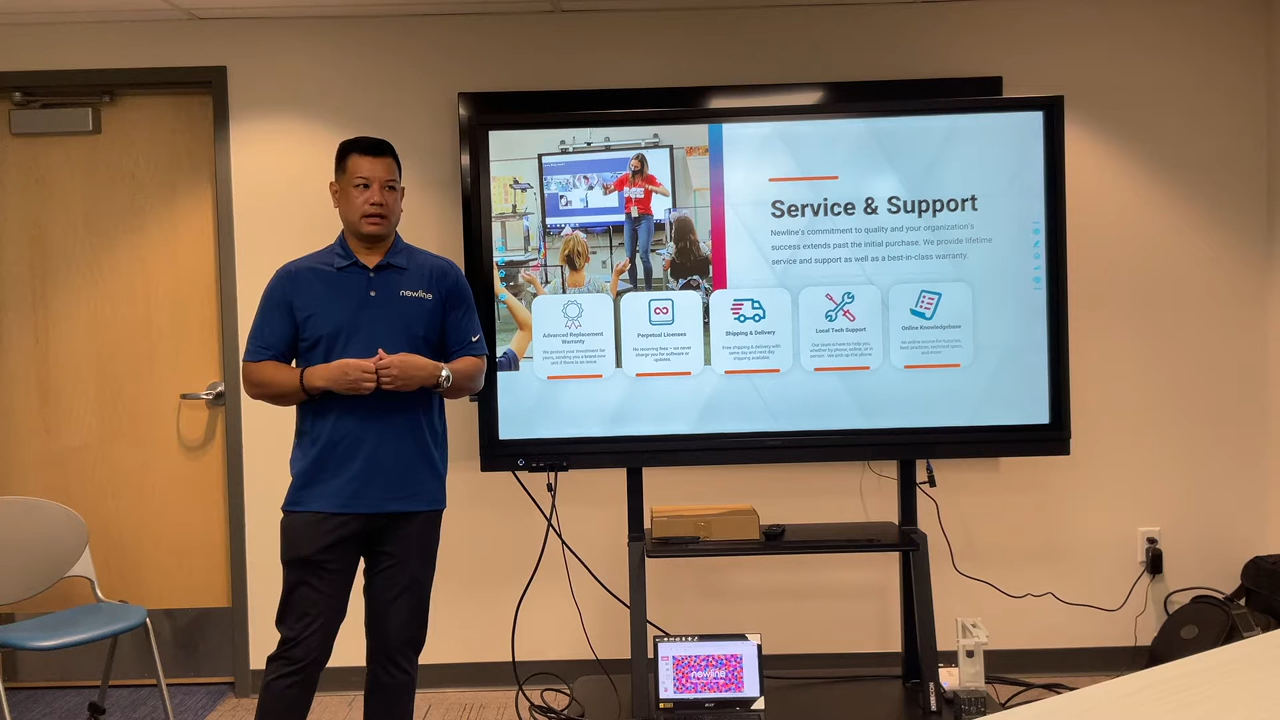 newline
Service & Support
Newline's commitment to quality and your organization's
success extends past the initial purchase. We provide lifetime
service and support as well as a best-in-class warranty.
Advanced Replacement
Warranty
We protect your investment for
years, sending you a brand new
unit if there is an issue.
Perpetual Licenses
No recurring fees – we never
charge you for software or
updates.
Shipping & Delivery
Free shipping & delivery with
same day and next day
shipping available.
Local Tech Support
Our team is here to help you,
whether by phone, online, or in
person. We pick up the phone
Online Knowledgebase
An online source for tutorials,
best practices, technical specs,
and more!
newline
acer